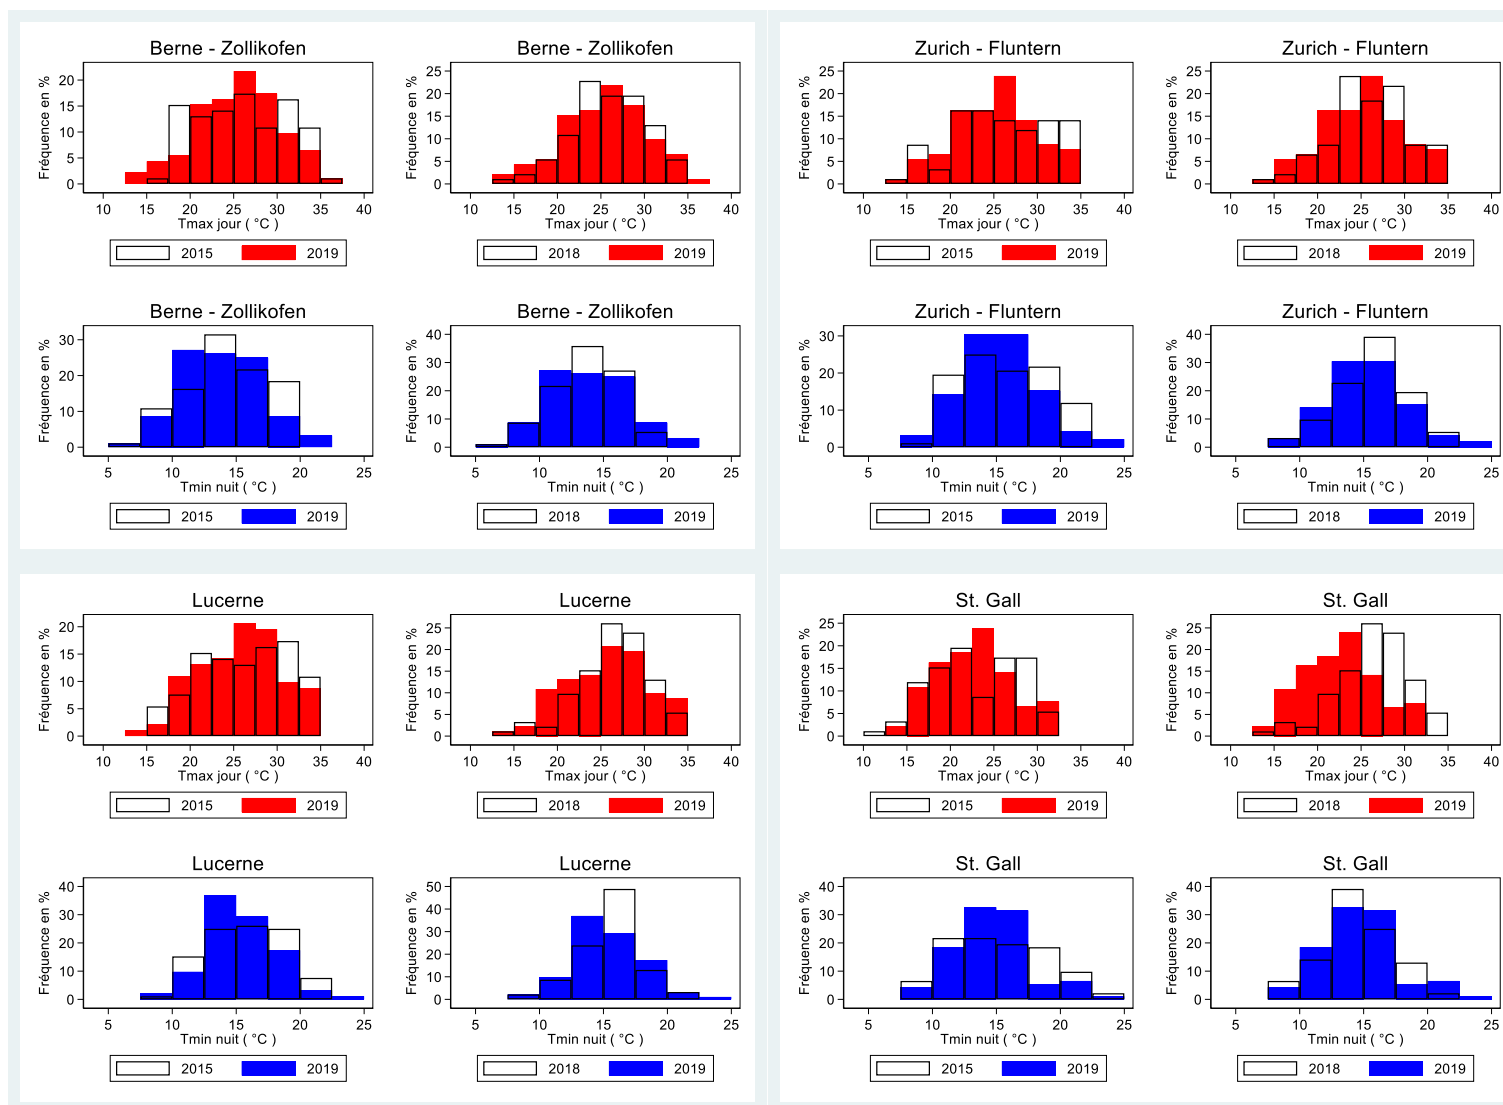 Berne - Zollikofen
Fréquence en %
20
15
10
5
0
10 15 20 25 30 35 40
Tmax jour ( °C )
2015 2019
Berne - Zollikofen
Fréquence en %
25
20
15
10
5
0
10 15 20 25 30 35 40
Tmax jour ( °C )
2018 2019
Zurich - Fluntern
Fréquence en %
25
20
15
10
5
0
10 15 20 25 30 35 40
Tmax jour ( °C )
2015 2019
Zurich - Fluntern
Fréquence en %
25
20
15
10
5
0
10 15 20 25 30 35 40
Tmax jour ( °C )
2018 2019
Berne - Zollikofen
Fréquence en %
30
20
10
0
5 10 15 20 25
Tmin nuit ( °C )
2015 2019
Berne - Zollikofen
Fréquence en %
40
30
20
10
0
5 10 15 20 25
Tmin nuit ( °C )
2018 2019
Zurich - Fluntern
Fréquence en %
30
20
10
0
5 10 15 20 25
Tmin nuit ( °C )
2015 2019
Zurich - Fluntern
Fréquence en %
40
30
20
10
0
5 10 15 20 25
Tmin nuit ( °C )
2018 2019
Lucerne
Fréquence en %
20
15
10
5
0
10 15 20 25 30 35 40
Tmax jour ( °C )
2015 2019
Lucerne
Fréquence en %
25
20
15
10
5
0
10 15 20 25 30 35 40
Tmax jour ( °C )
2018 2019
St. Gall
Fréquence en %
25
20
15
10
5
0
10 15 20 25 30 35 40
Tmax jour ( °C )
2015 2019
St. Gall
Fréquence en %
25
20
15
10
5
0
10 15 20 25 30 35 40
Tmax jour ( °C )
2018 2019
Lucerne
Fréquence en %
40
30
20
10
0
5 10 15 20 25
Tmin nuit ( °C )
2015 2019
Lucerne
Fréquence en %
50
40
30
20
10
0
5 10 15 20 25
Tmin nuit ( °C )
2018 2019
St. Gall
Fréquence en %
40
30
20
10
0
5 10 15 20 25
Tmin nuit ( °C )
2015 2019
St. Gall
Fréquence en %
40
30
20
10
0
5 10 15 20 25
Tmin nuit ( °C )
2018 2019